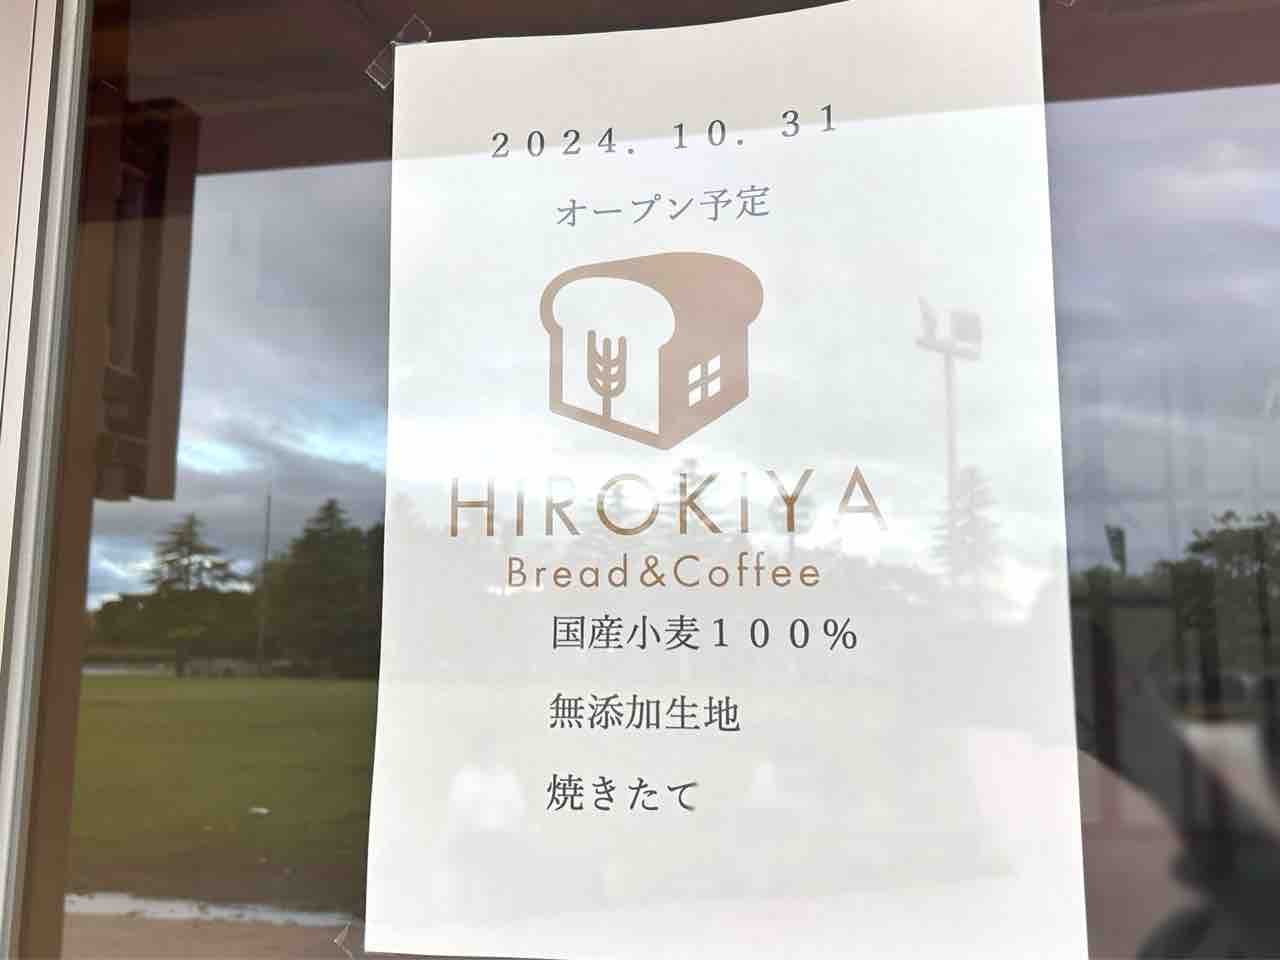 ２０２４．１０．３１
オープン予定
HIROKIYA
Bread&Coffee
国産小麦１００％
無添加生地
焼きたて